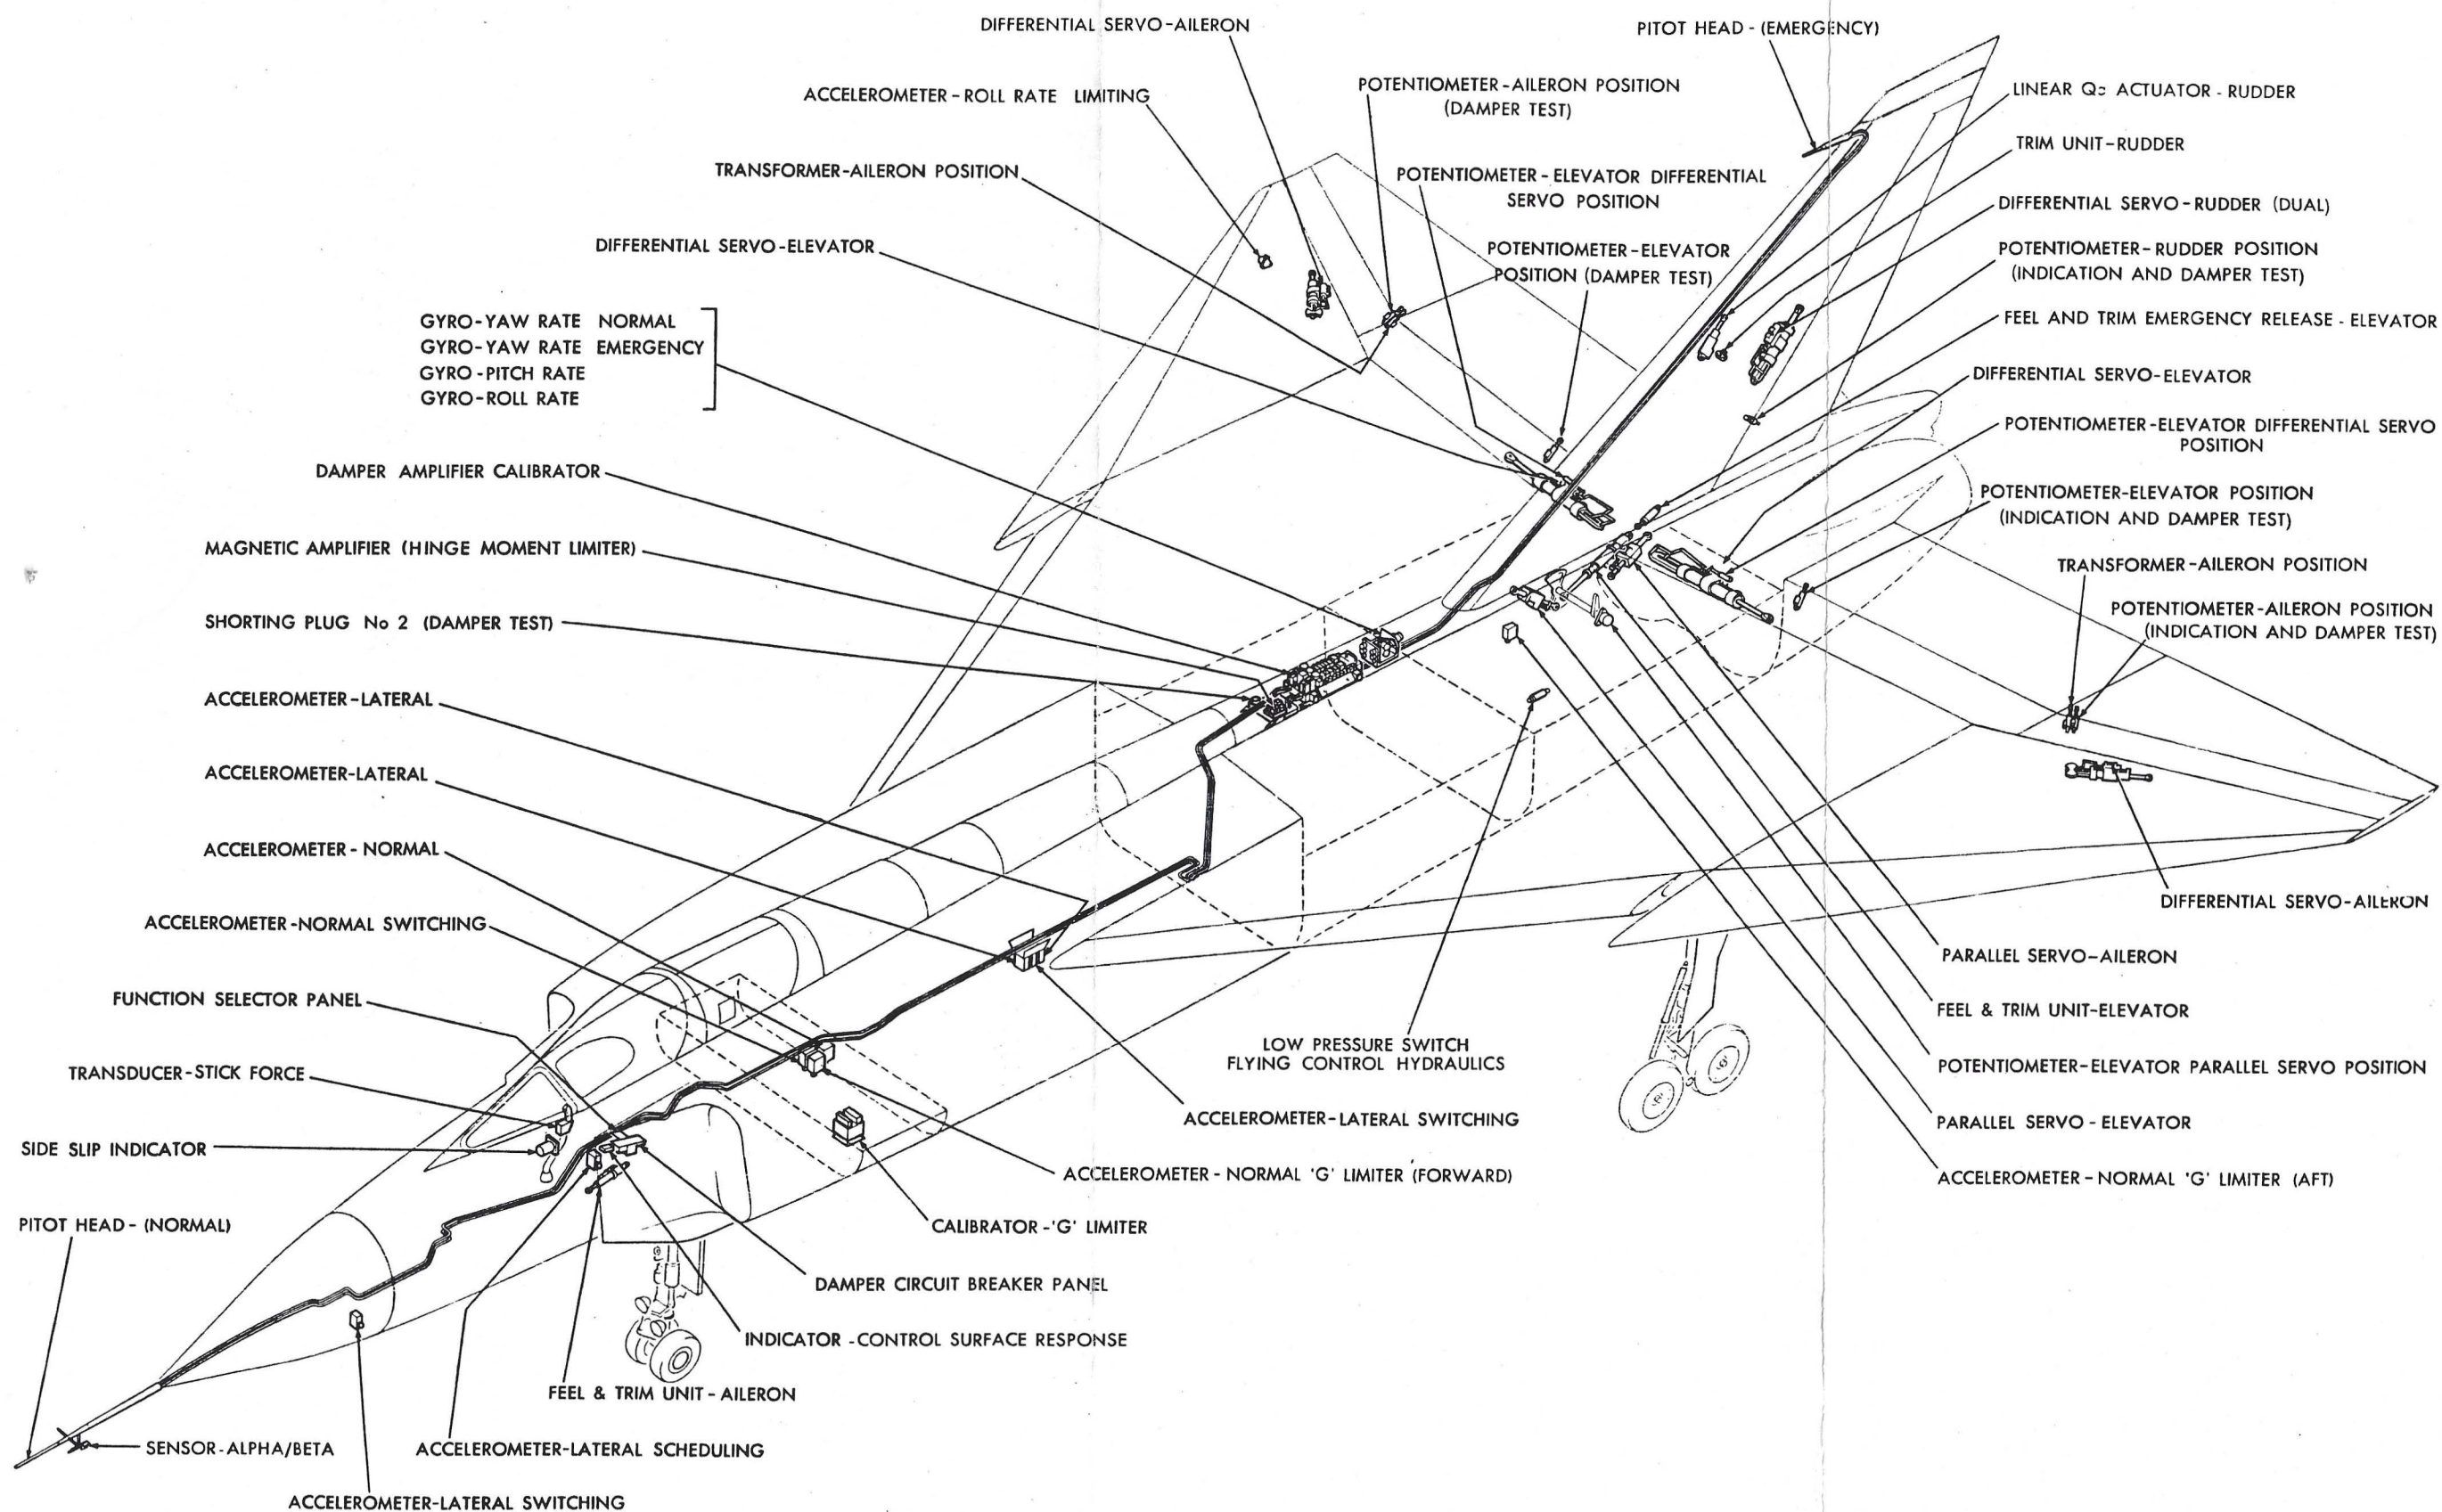 DIFFERENTIAL SERVO-AILERON
PITOT HEAD - (EMERGENCY)
ACCELEROMETER - ROLL RATE LIMITING
POTENTIOMETER - AILERON POSITION
(DAMPER TEST)
LINEAR Qc ACTUATOR - RUDDER
TRIM UNIT-RUDDER
TRANSFORMER-AILERON POSITION
POTENTIOMETER - ELEVATOR DIFFERENTIAL
SERVO POSITION
DIFFERENTIAL SERVO-RUDDER (DUAL)
DIFFERENTIAL SERVO-ELEVATOR
POTENTIOMETER-ELEVATOR
POSITION (DAMPER TEST)
POTENTIOMETER-RUDDER POSITION
(INDICATION AND DAMPER TEST)
GYRO-YAW RATE NORMAL
GYRO-YAW RATE EMERGENCY
GYRO-PITCH RATE
GYRO-ROLL RATE
FEEL AND TRIM EMERGENCY RELEASE - ELEVATOR
DIFFERENTIAL SERVO-ELEVATOR
POTENTIOMETER-ELEVATOR DIFFERENTIAL SERVO
POSITION
DAMPER AMPLIFIER CALIBRATOR
POTENTIOMETER-ELEVATOR POSITION
(INDICATION AND DAMPER TEST)
MAGNETIC AMPLIFIER (HINGE MOMENT LIMITER)
TRANSFORMER-AILERON POSITION
POTENTIOMETER-AILERON POSITION
(INDICATION AND DAMPER TEST)
SHORTING PLUG No 2 (DAMPER TEST)
ACCELEROMETER-LATERAL
ACCELEROMETER-LATERAL
ACCELEROMETER - NORMAL
DIFFERENTIAL SERVO-AILERON
ACCELEROMETER-NORMAL SWITCHING
PARALLEL SERVO-AILERON
FUNCTION SELECTOR PANEL
FEEL & TRIM UNIT-ELEVATOR
LOW PRESSURE SWITCH
FLYING CONTROL HYDRAULICS
TRANSDUCER-STICK FORCE
POTENTIOMETER-ELEVATOR PARALLEL SERVO POSITION
ACCELEROMETER-LATERAL SWITCHING
PARALLEL SERVO - ELEVATOR
SIDE SLIP INDICATOR
ACCELEROMETER - NORMAL 'G' LIMITER (FORWARD)
ACCELEROMETER - NORMAL 'G' LIMITER (AFT)
PITOT HEAD - (NORMAL)
CALIBRATOR -'G' LIMITER
DAMPER CIRCUIT BREAKER PANEL
INDICATOR - CONTROL SURFACE RESPONSE
FEEL & TRIM UNIT - AILERON
SENSOR-ALPHA/BETA
ACCELEROMETER-LATERAL SCHEDULING
ACCELEROMETER-LATERAL SWITCHING